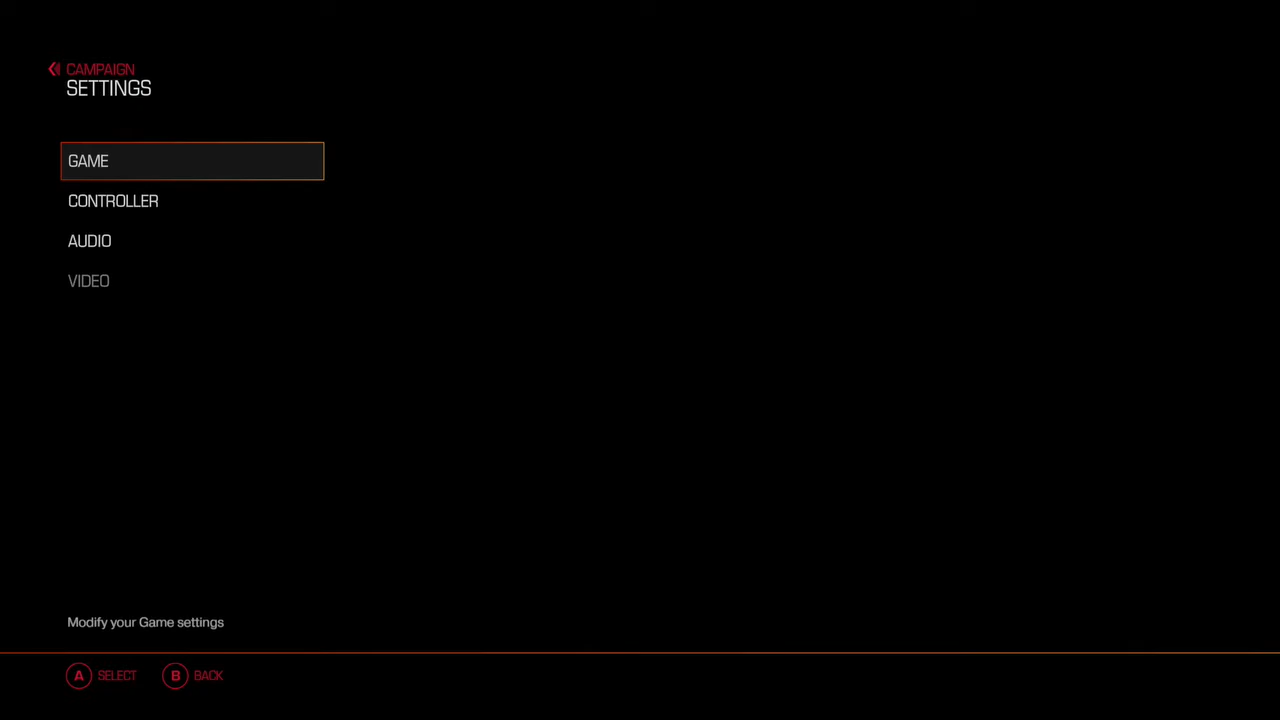 CAMPAIGN
SETTINGS
GAME
CONTROLLER
AUDIO
VIDEO
Modify your Game settings
A SELECT B BACK